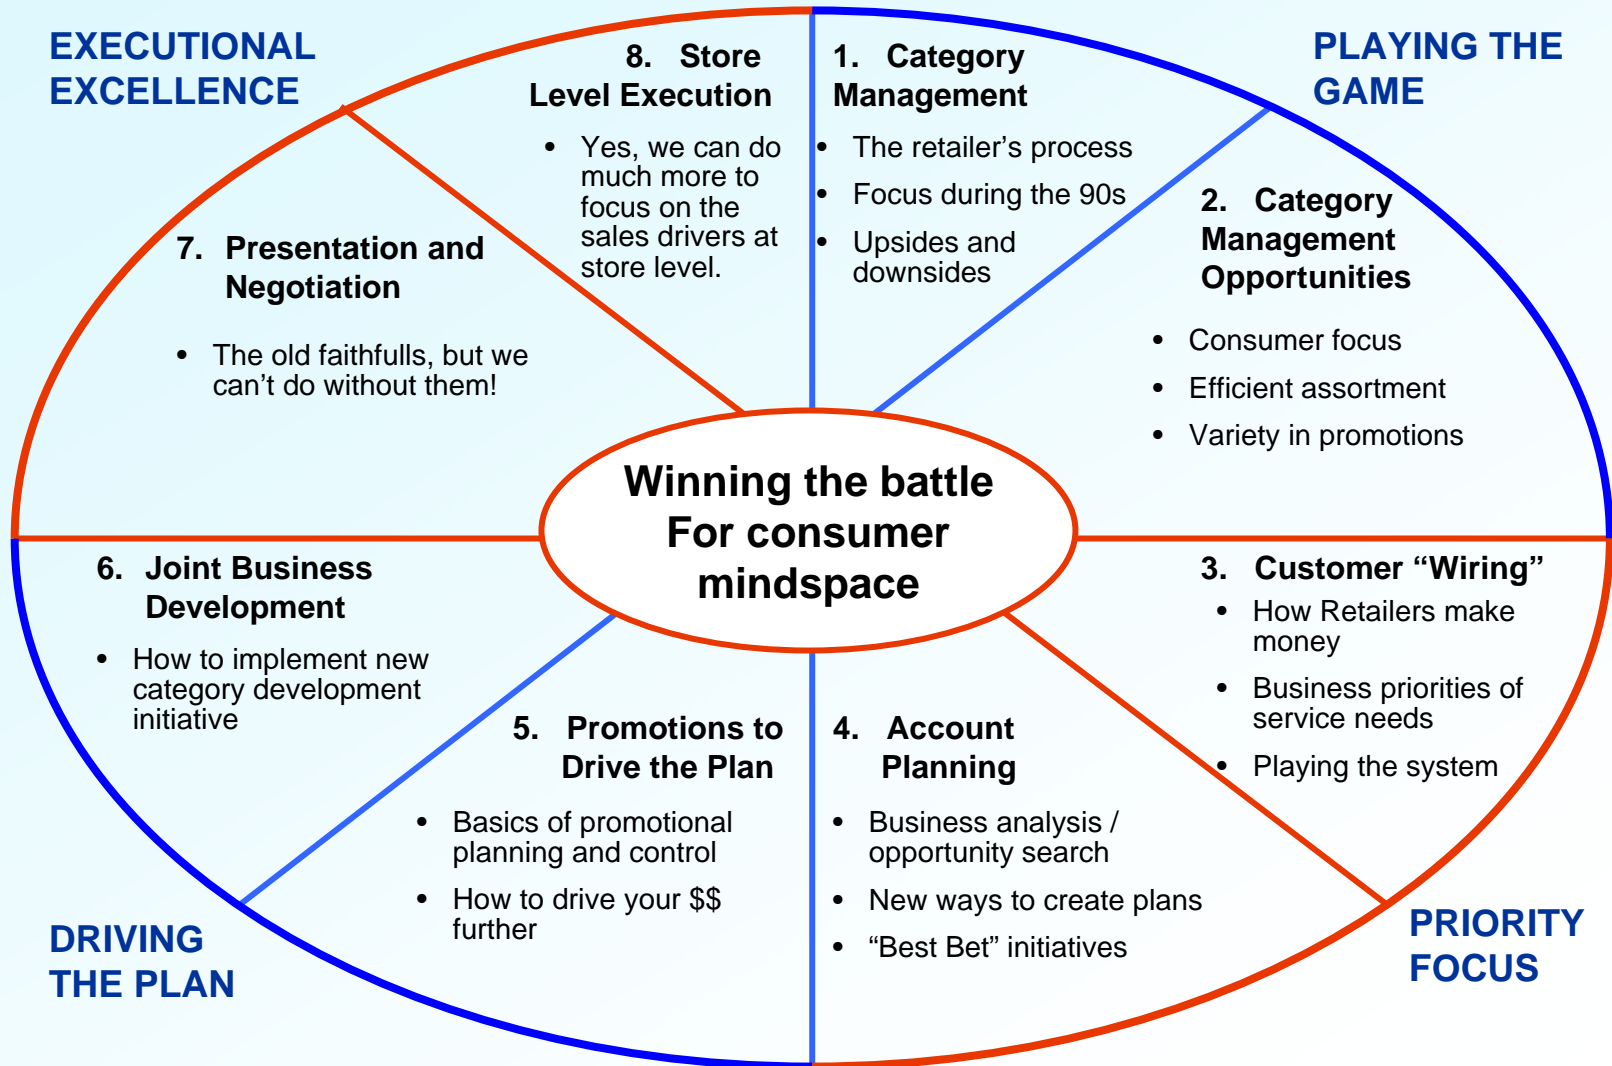 EXECUTIONAL
EXCELLENCE
PLAYING THE
GAME
1. Category
Management
• The retailer’s process
• Focus during the 90s
• Upsides and
downsides
2. Category
Management
Opportunities
• Consumer focus
• Efficient assortment
• Variety in promotions
3. Customer “Wiring”
• How Retailers make
money
• Business priorities of
service needs
• Playing the system
4. Account
Planning
• Business analysis /
opportunity search
• New ways to create plans
• “Best Bet” initiatives
5. Promotions to
Drive the Plan
• Basics of promotional
planning and control
• How to drive your $$
further
6. Joint Business
Development
• How to implement new
category development
initiative
7. Presentation and
Negotiation
• The old faithfulls, but we
can’t do without them!
8. Store
Level Execution
• Yes, we can do
much more to
focus on the
sales drivers at
store level.
Winning the battle
For consumer
mindspace
DRIVING
THE PLAN
PRIORITY
FOCUS